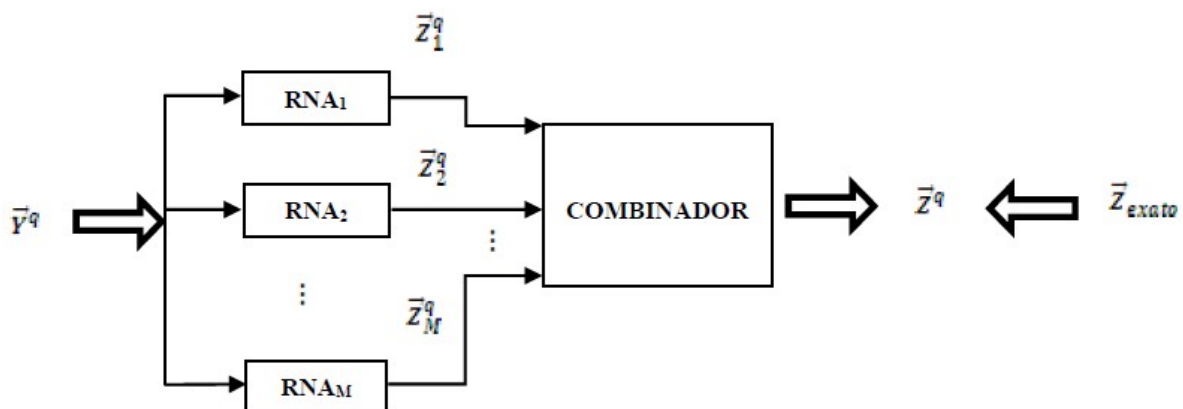 Z⃗₁^q
RNA₁
Z⃗₂^q
RNA₂
COMBINADOR
Y⃗^q
Z⃗^q
Z⃗_exato
⋮
⋮
Z⃗_M^q
RNA_M